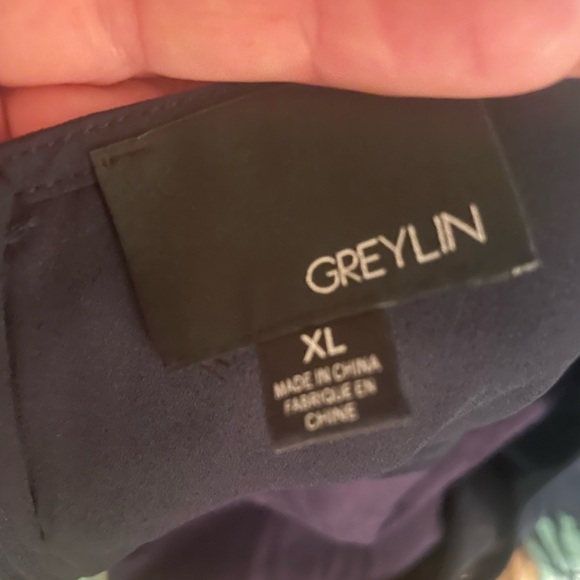 GREYLIN
XL
MADE IN CHINA
FABRIQUE EN
CHINE